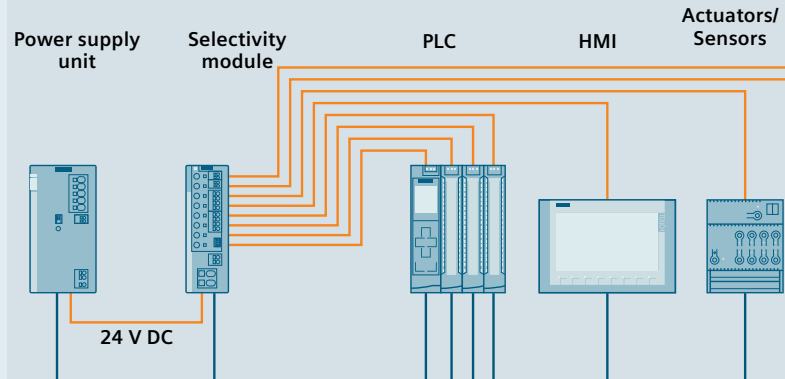 Power supply
unit
Selectivity
module
PLC
HMI
Actuators/
Sensors
24 V DC